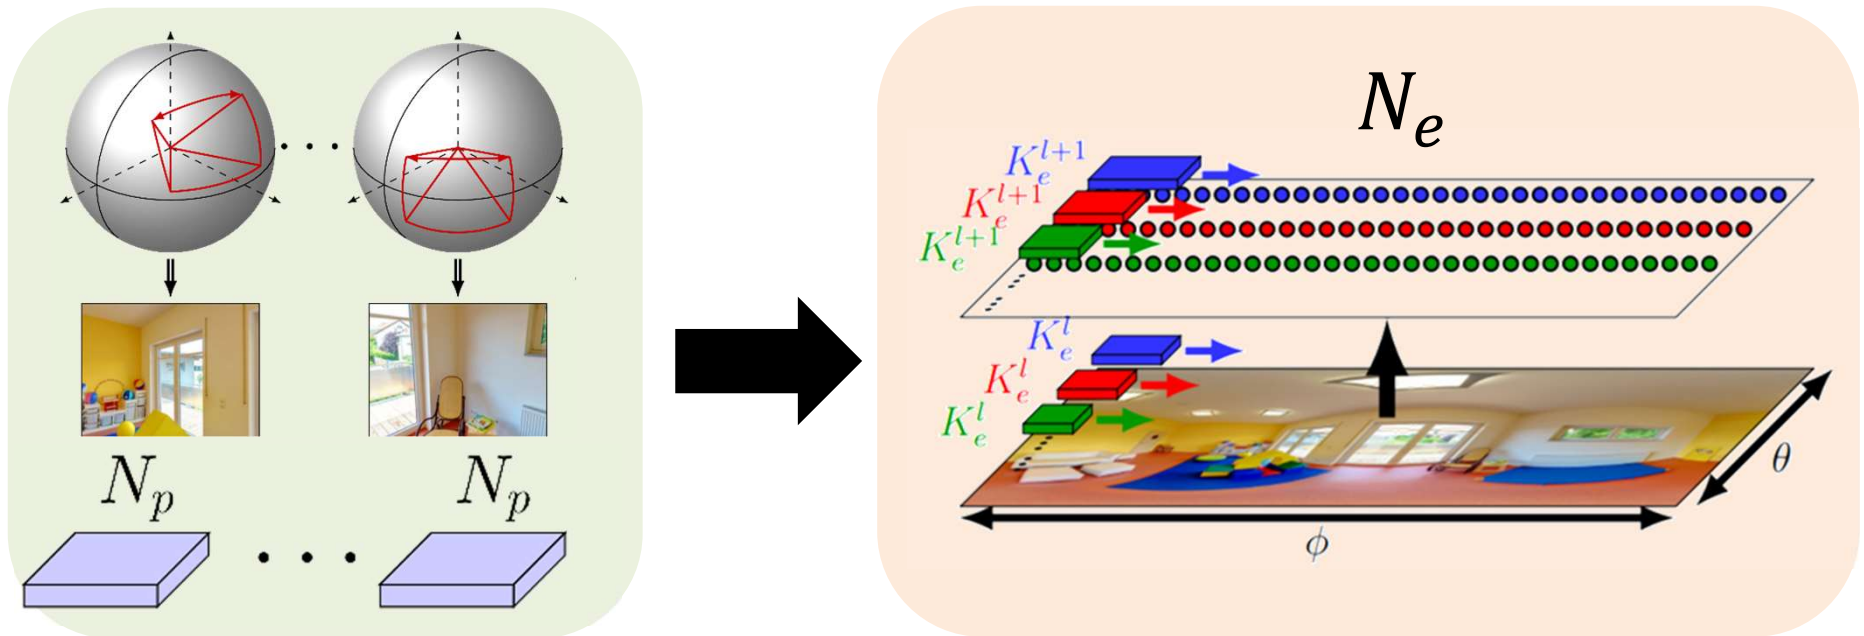 N_p
N_p
N_e
K_e^{l+1}
K_e^{l+1}
K_e^{l+1}
K_e^l
K_e^l
K_e^l
θ
ϕ